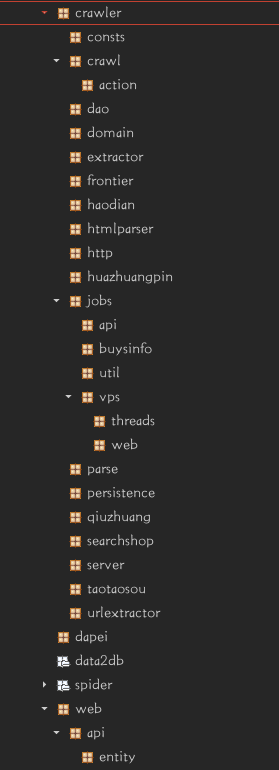 crawler
consts
crawl
action
dao
domain
extractor
frontier
haodian
htmlparser
http
huazhuangpin
jobs
api
buysinfo
util
vps
threads
web
parse
persistence
qiuzhuang
searchshop
server
taotaosou
urlextractor
dapei
data2db
spider
web
api
entity